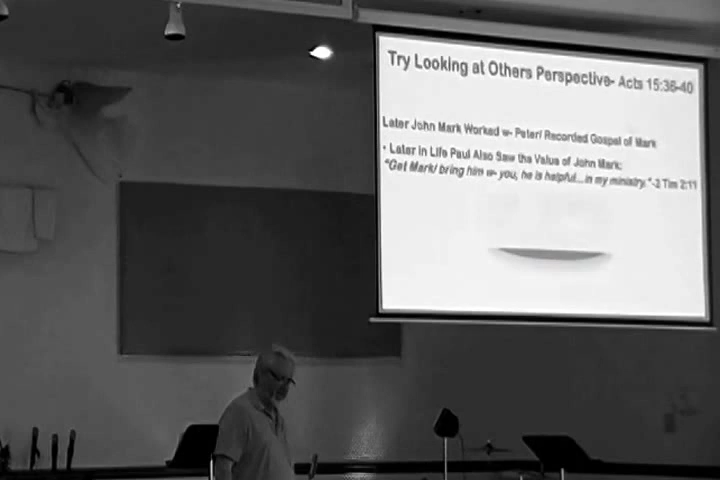 Try Looking at Others Perspective- Acts 15:36-40
Later John Mark Worked w- Peter/ Recorded Gospel of Mark
• Later in Life Paul Also Saw the Value of John Mark:
"Get Mark/ bring him w- you, he is helpful...in my ministry."-2 Tim 2:11